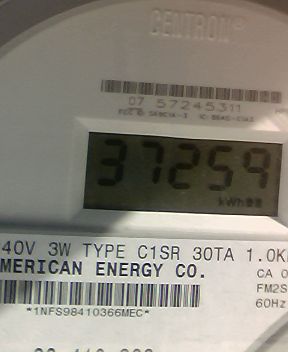 CENTRON®
07 57245311
37259
kWh
40V 3W TYPE C1SR 30TA 1.0K
MERICAN ENERGY CO.
CA 0
FM2S
60Hz
*1NFS98410366MEC*